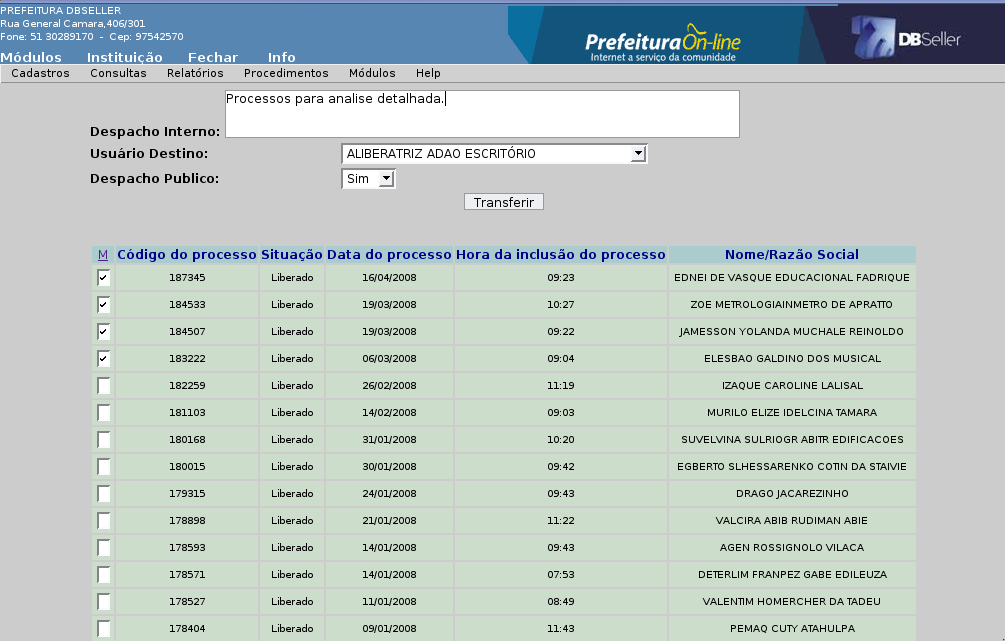 PREFEITURA DBSELLER
Rua General Camara,406/301
Fone: 51 30289170 - Cep: 97542570
Prefeitura On-line
Internet a serviço da comunidade
DBSeller
Módulos Instituição Fechar Info
Cadastros Consultas Relatórios Procedimentos Módulos Help
Processos para analise detalhada.
Despacho Interno:
Usuário Destino: ALIBERATRIZ ADAO ESCRITÓRIO
Despacho Publico: Sim
Transferir
M Código do processo Situação Data do processo Hora da inclusão do processo Nome/Razão Social
187345 Liberado 16/04/2008 09:23 EDNEI DE VASQUE EDUCACIONAL FADRIQUE
184533 Liberado 19/03/2008 10:27 ZOE METROLOGIAINMETRO DE APRATTO
184507 Liberado 19/03/2008 09:22 JAMESSON YOLANDA MUCHALE REINOLDO
183222 Liberado 06/03/2008 09:04 ELESBAO GALDINO DOS MUSICAL
182259 Liberado 26/02/2008 11:19 IZAQUE CAROLINE LALISAL
181103 Liberado 14/02/2008 09:03 MURILO ELIZE IDELCINA TAMARA
180168 Liberado 31/01/2008 10:20 SUVELVINA SULRIOGR ABITR EDIFICACOES
180015 Liberado 30/01/2008 09:42 EGBERTO SLHESSARENKO COTIN DA STAIVIE
179315 Liberado 24/01/2008 09:43 DRAGO JACAREZINHO
178898 Liberado 21/01/2008 11:22 VALCIRA ABIB RUDIMAN ABIE
178593 Liberado 14/01/2008 09:43 AGEN ROSSIGNOLO VILACA
178571 Liberado 14/01/2008 07:53 DETERLIM FRANPEZ GABE EDILEUZA
178527 Liberado 11/01/2008 08:49 VALENTIM HOMERCHER DA TADEU
178404 Liberado 09/01/2008 11:43 PEMAQ CUTY ATAHULPA